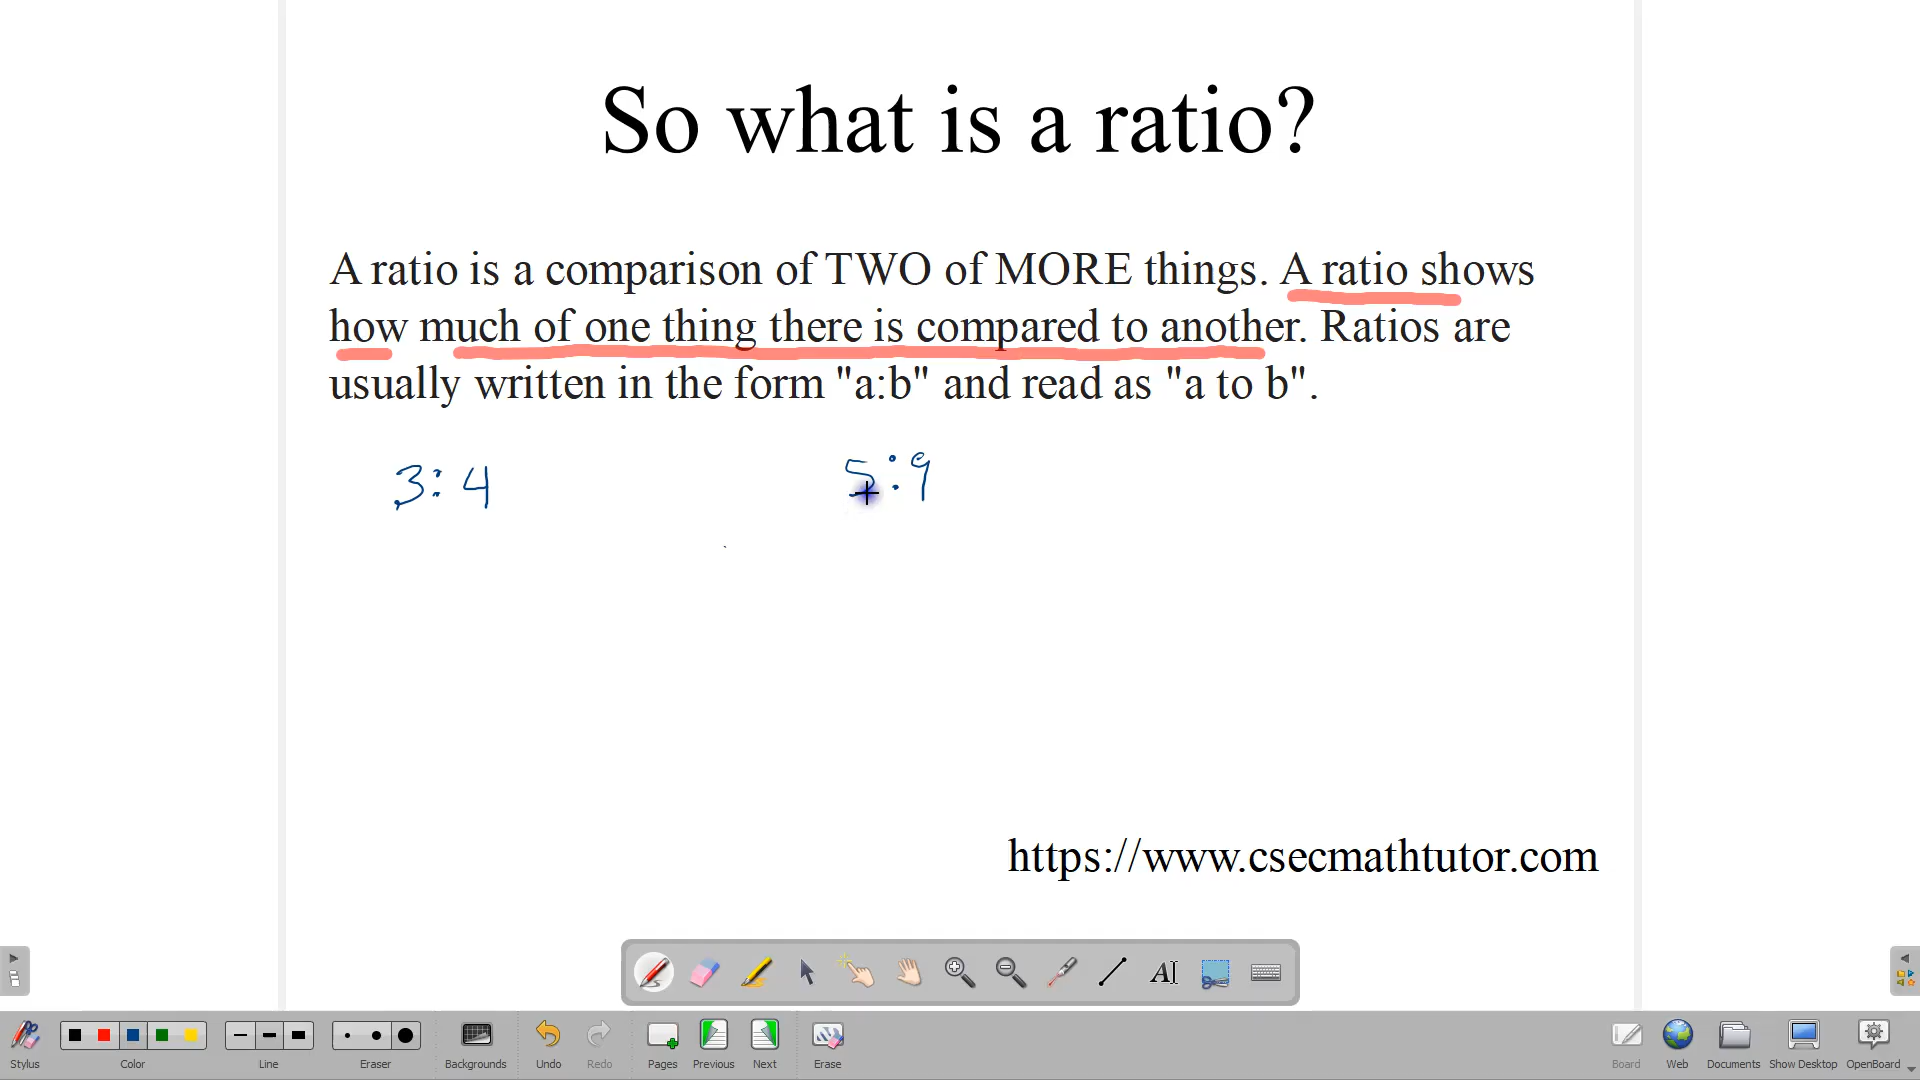 So what is a ratio?
A ratio is a comparison of TWO of MORE things. A ratio shows
how much of one thing there is compared to another. Ratios are
usually written in the form "a:b" and read as "a to b".
3:4 5:9
https://www.csecmathtutor.com
Stylus Color Line Eraser Backgrounds Undo Redo Pages Previous Next Erase Board Web Documents Show Desktop OpenBoard